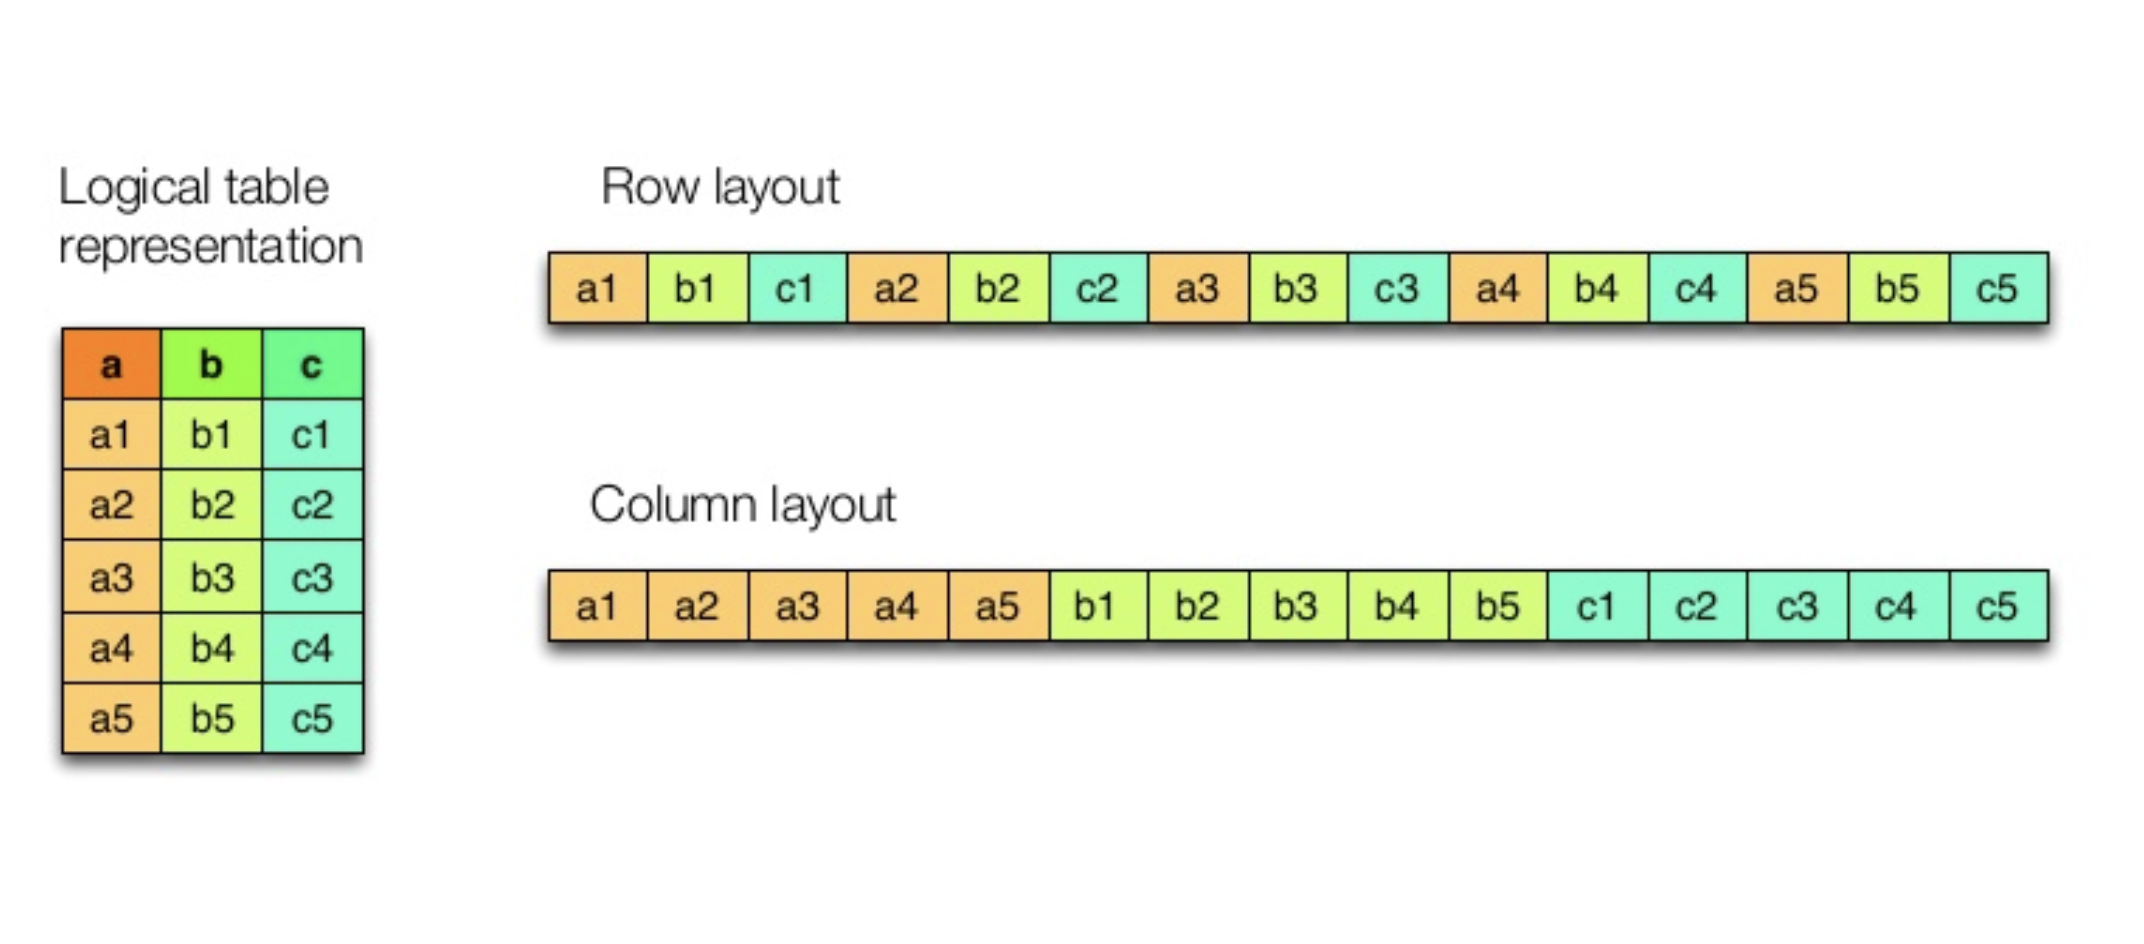 Logical table
representation
a b c
a1 b1 c1
a2 b2 c2
a3 b3 c3
a4 b4 c4
a5 b5 c5
Row layout
a1 b1 c1 a2 b2 c2 a3 b3 c3 a4 b4 c4 a5 b5 c5
Column layout
a1 a2 a3 a4 a5 b1 b2 b3 b4 b5 c1 c2 c3 c4 c5